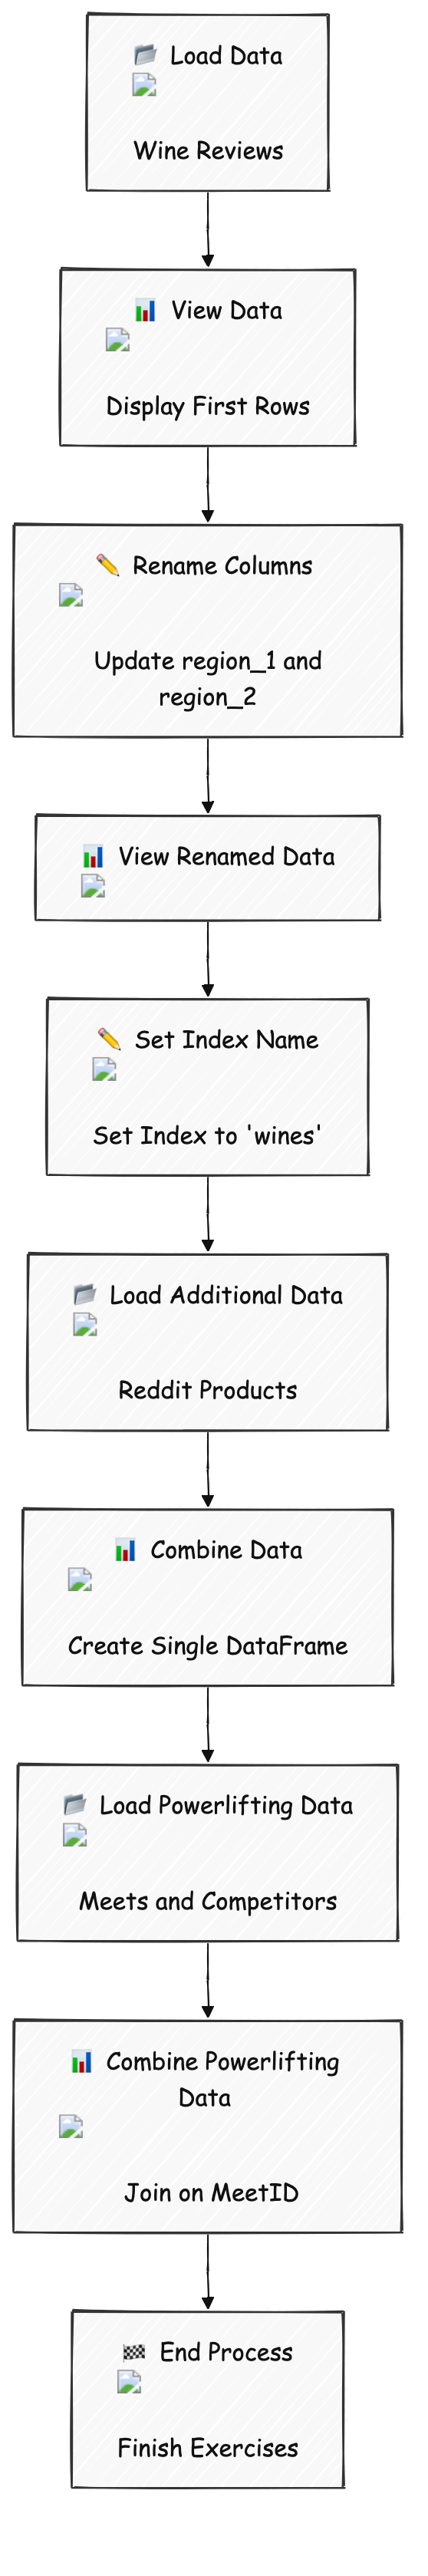 Load Data
Wine Reviews
View Data
Display First Rows
Rename Columns
Update region_1 and
region_2
View Renamed Data
Set Index Name
Set Index to 'wines'
Load Additional Data
Reddit Products
Combine Data
Create Single DataFrame
Load Powerlifting Data
Meets and Competitors
Combine Powerlifting
Data
Join on MeetID
End Process
Finish Exercises